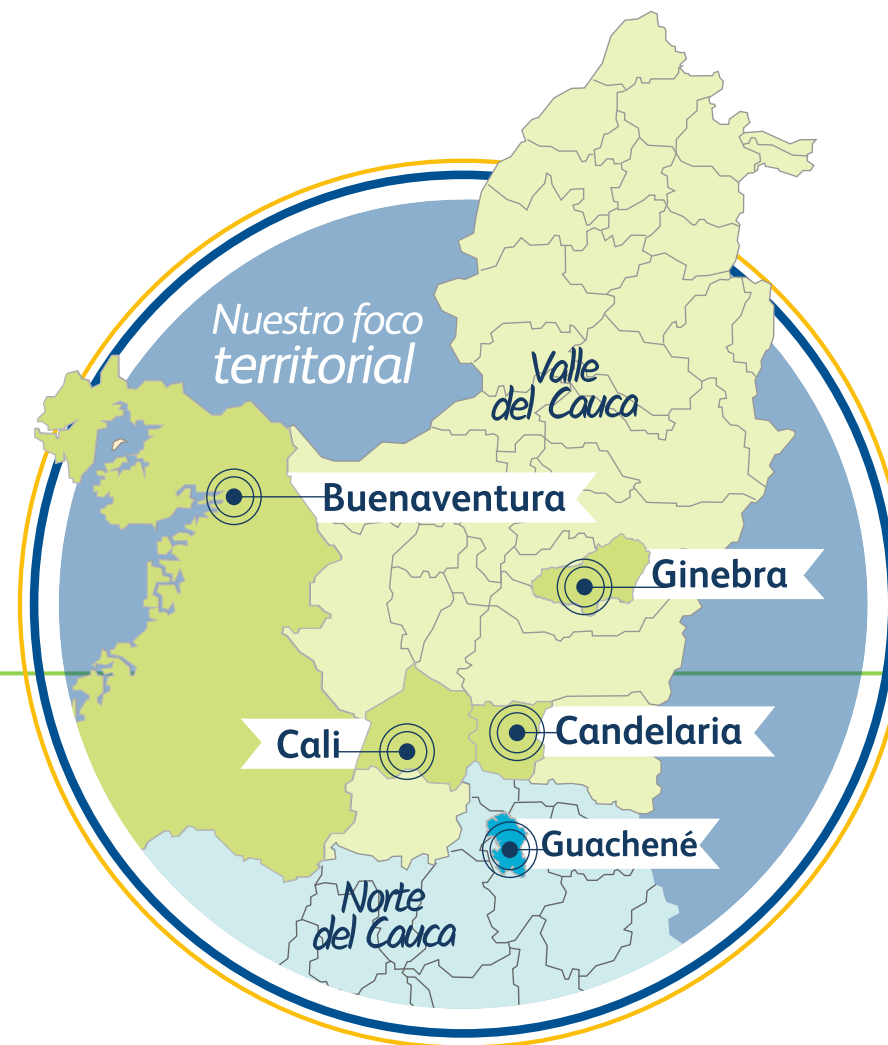 Nuestro foco
territorial
Valle
del Cauca
Buenaventura
Ginebra
Cali
Candelaria
Guachené
Norte
del Cauca